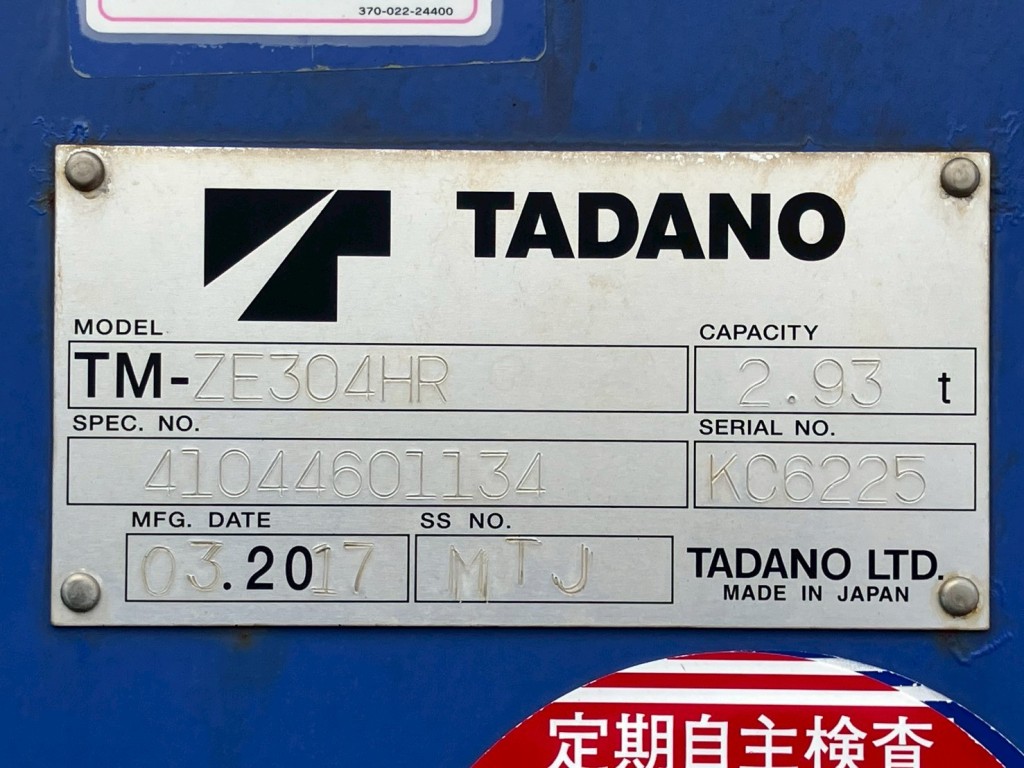 370-022-24400
TADANO
MODEL
TM-ZE304HR
CAPACITY
2.93 t
SPEC. NO.
41044601134
SERIAL NO.
KC6225
MFG. DATE
03.2017
SS NO.
MTJ
TADANO LTD.
MADE IN JAPAN
定期自主検査